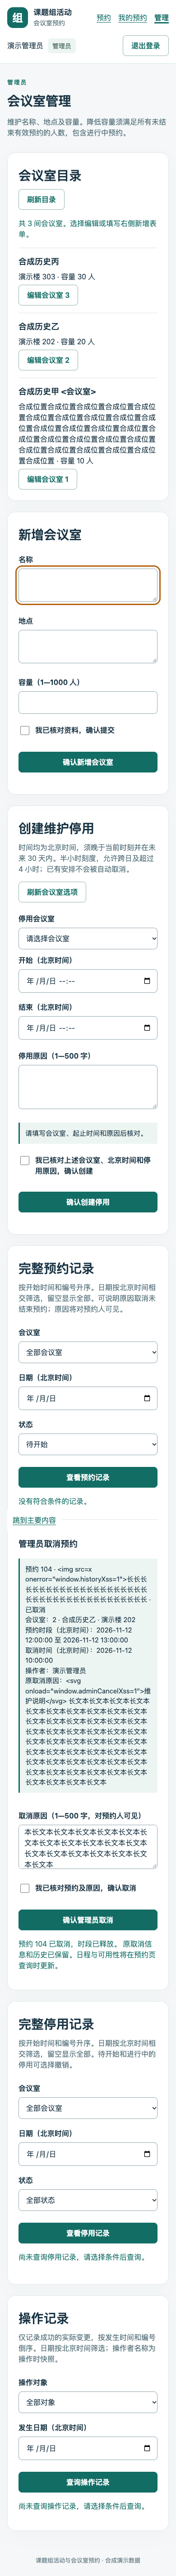 组
课题组活动
会议室预约
预约
我的预约
管理
演示管理员
管理员
退出登录
管理员
会议室管理
维护名称、地点及容量。降低容量须满足所有未结
束有效预约的人数，包含进行中预约。
会议室目录
刷新目录
共 3 间会议室。选择编辑或填写右侧新增表
单。
合成历史丙
演示楼 303 · 容量 30 人
编辑会议室 3
合成历史乙
演示楼 202 · 容量 20 人
编辑会议室 2
合成历史甲 <会议室>
合成位置合成位置合成位置合成位置合成位
置合成位置合成位置合成位置合成位置合成
位置合成位置合成位置合成位置合成位置合
成位置合成位置合成位置合成位置合成位置
合成位置合成位置合成位置合成位置合成位
置合成位置 · 容量 10 人
编辑会议室 1
新增会议室
名称
地点
容量（1—1000 人）
我已核对资料，确认提交
确认新增会议室
创建维护停用
时间均为北京时间，须晚于当前时刻并在未
来 30 天内。半小时刻度，允许跨日及超过
4 小时；已有安排不会被自动取消。
刷新会议室选项
停用会议室
请选择会议室
开始（北京时间）
年 /月/日 --:--
结束（北京时间）
年 /月/日 --:--
停用原因（1—500 字）
请填写会议室、起止时间和原因后核对。
我已核对上述会议室、北京时间和停
用原因，确认创建
确认创建停用
完整预约记录
按开始时间和编号升序。日期按北京时间相
交筛选，留空显示全部。可说明原因取消未
结束预约；原因将对预约人可见。
会议室
全部会议室
日期（北京时间）
年 /月/日
状态
待开始
查看预约记录
没有符合条件的记录。
跳到主要内容
管理员取消预约
预约 104 · <img src=x
onerror="window.historyXss=1">长长长
长长长长长长长长长长长长长长长长长
长长长长长长长长长长长长长长长长长 ·
已取消
会议室：2 · 合成历史乙 · 演示楼 202
预约时段（北京时间）：2026-11-12
12:00:00 至 2026-11-12 13:00:00
取消时间（北京时间）：2026-11-12
10:00:00
操作者：演示管理员
原取消原因：<svg
onload="window.adminCancelXss=1">维
护说明</svg> 长文本长文本长文本长文本
长文本长文本长文本长文本长文本长文本
长文本长文本长文本长文本长文本长文本
长文本长文本长文本长文本长文本长文本
长文本长文本长文本长文本长文本长文本
长文本长文本长文本长文本长文本长文本
长文本长文本长文本长文本长文本长文本
长文本长文本长文本长文本长文本长文本
长文本长文本长文本长文本
取消原因（1—500 字，对预约人可见）
本长文本长文本长文本长文本长文本长
文本长文本长文本长文本长文本长文本
长文本长文本长文本长文本长文本长文
本长文本
我已核对预约及原因，确认取消
确认管理员取消
预约 104 已取消，时段已释放。 原取消信
息和历史已保留。日程与可用性将在预约页
查询时更新。
完整停用记录
按开始时间和编号升序。日期按北京时间相
交筛选，留空显示全部。待开始和进行中的
停用可选择撤销。
会议室
全部会议室
日期（北京时间）
年 /月/日
状态
全部状态
查看停用记录
尚未查询停用记录，请选择条件后查询。
操作记录
仅记录成功的实际变更，按发生时间和编号
倒序。日期按北京时间筛选；操作者名称为
操作时快照。
操作对象
全部对象
发生日期（北京时间）
年 /月/日
查询操作记录
尚未查询操作记录，请选择条件后查询。
课题组活动与会议室预约 · 合成演示数据